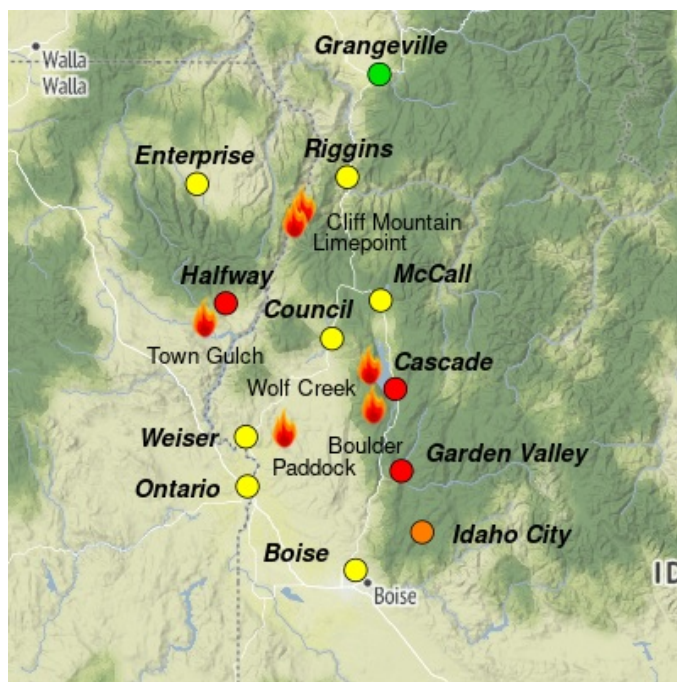 Grangeville
Walla
Walla
Enterprise
Riggins
Cliff Mountain
Limepoint
Halfway
McCall
Council
Town Gulch
Cascade
Wolf Creek
Weiser
Boulder
Garden Valley
Paddock
Ontario
Idaho City
Boise
ID
Boise